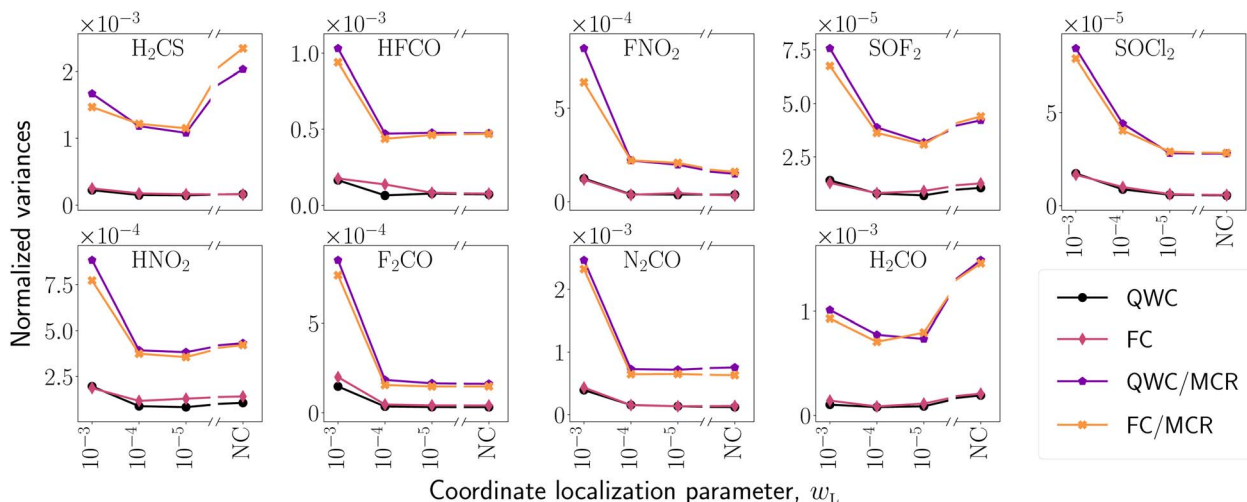 ×10⁻³ ×10⁻³ ×10⁻⁴ ×10⁻⁵ ×10⁻⁵
H₂CS HFCO FNO₂ SOF₂ SOCl₂
2 1 0
1.0 0.5 0.0
5 0
7.5 5.0 2.5
5 0
10⁻³ 10⁻⁴ 10⁻⁵ NC
×10⁻⁴ ×10⁻⁴ ×10⁻³ ×10⁻³
HNO₂ F₂CO N₂CO H₂CO
7.5 5.0 2.5
5 0
2 1 0
1 0
10⁻³ 10⁻⁴ 10⁻⁵ NC
10⁻³ 10⁻⁴ 10⁻⁵ NC
10⁻³ 10⁻⁴ 10⁻⁵ NC
10⁻³ 10⁻⁴ 10⁻⁵ NC
Normalized variances
Coordinate localization parameter, w_L
QWC
FC
QWC/MCR
FC/MCR